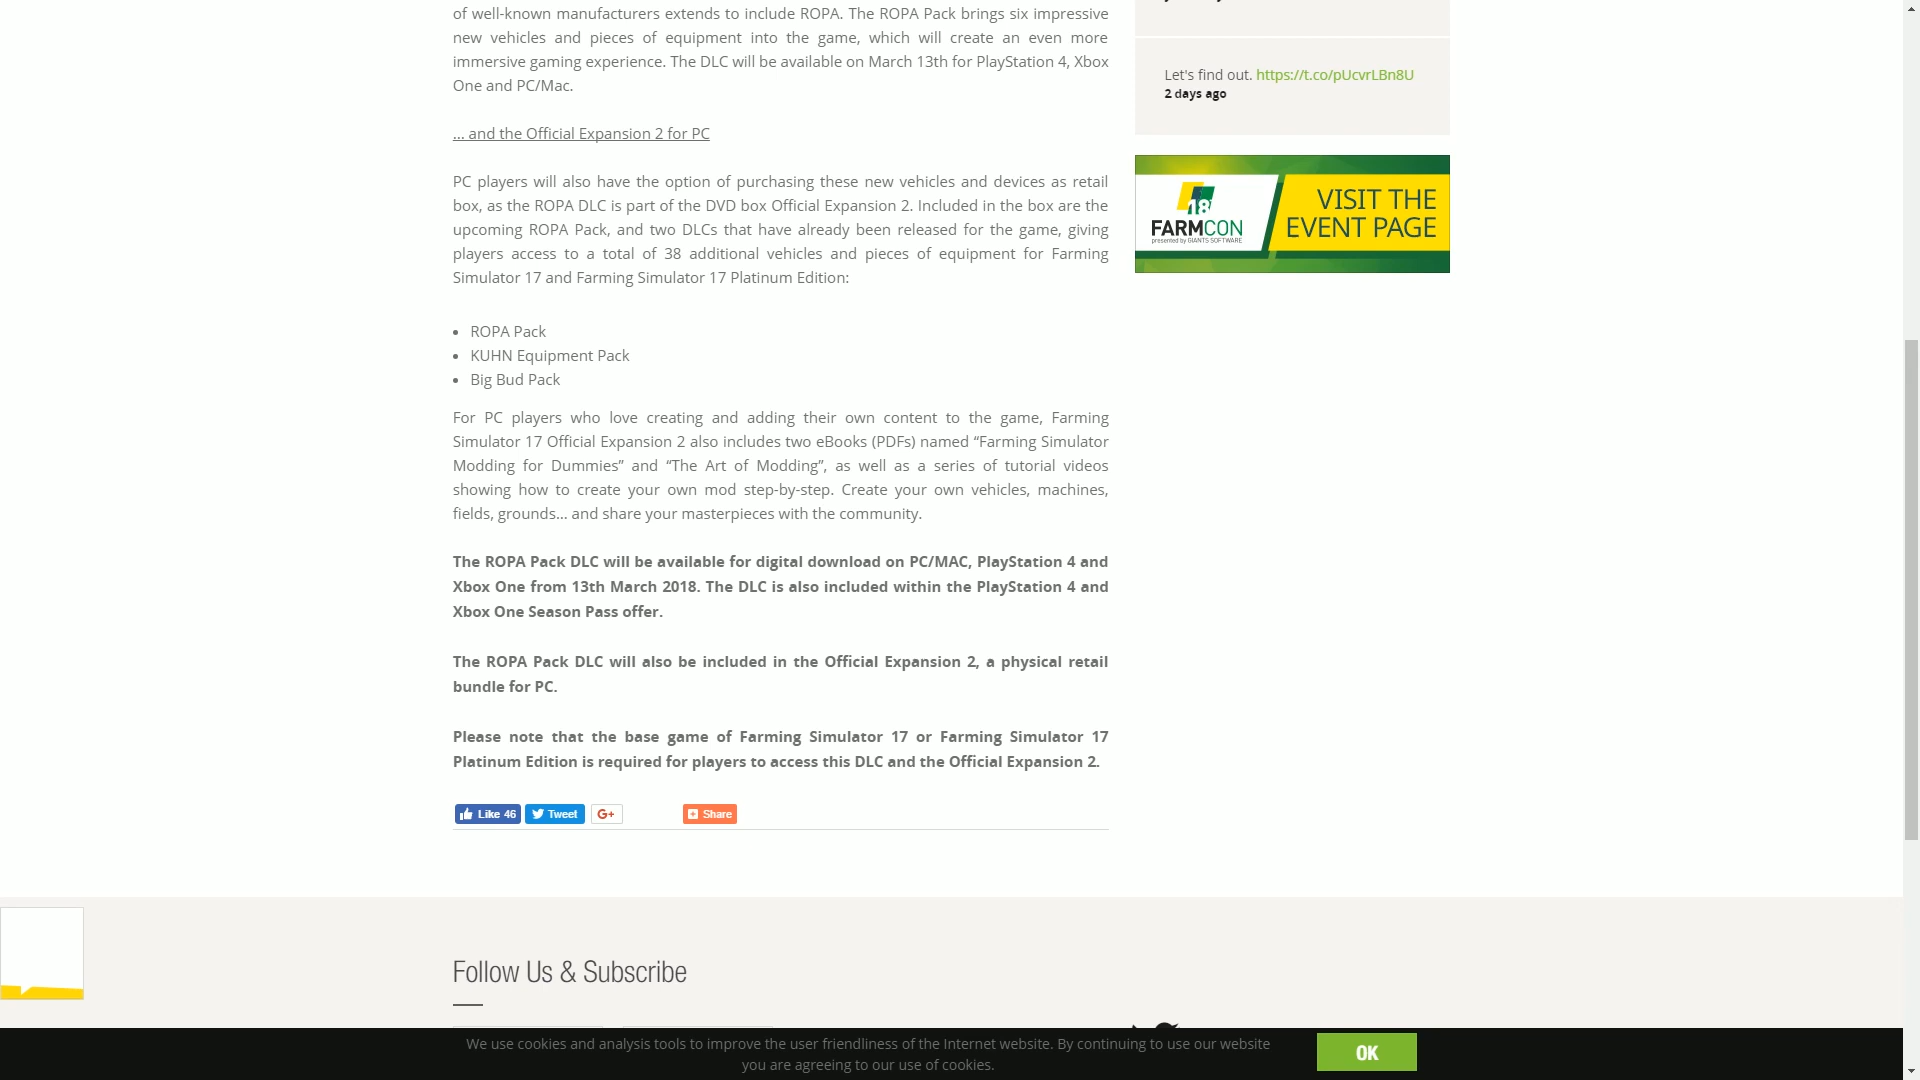 of well-known manufacturers extends to include ROPA. The ROPA Pack brings six impressive
new vehicles and pieces of equipment into the game, which will create an even more
immersive gaming experience. The DLC will be available on March 13th for PlayStation 4, Xbox
One and PC/Mac.
... and the Official Expansion 2 for PC
PC players will also have the option of purchasing these new vehicles and devices as retail
box, as the ROPA DLC is part of the DVD box Official Expansion 2. Included in the box are the
upcoming ROPA Pack, and two DLCs that have already been released for the game, giving
players access to a total of 38 additional vehicles and pieces of equipment for Farming
Simulator 17 and Farming Simulator 17 Platinum Edition:
• ROPA Pack
• KUHN Equipment Pack
• Big Bud Pack
For PC players who love creating and adding their own content to the game, Farming
Simulator 17 Official Expansion 2 also includes two eBooks (PDFs) named “Farming Simulator
Modding for Dummies” and “The Art of Modding”, as well as a series of tutorial videos
showing how to create your own mod step-by-step. Create your own vehicles, machines,
fields, grounds… and share your masterpieces with the community.
The ROPA Pack DLC will be available for digital download on PC/MAC, PlayStation 4 and
Xbox One from 13th March 2018. The DLC is also included within the PlayStation 4 and
Xbox One Season Pass offer.
The ROPA Pack DLC will also be included in the Official Expansion 2, a physical retail
bundle for PC.
Please note that the base game of Farming Simulator 17 or Farming Simulator 17
Platinum Edition is required for players to access this DLC and the Official Expansion 2.
Like 46
Tweet
G+
Share
Let's find out. https://t.co/pUcvrLBn8U
2 days ago
18
FARMCON
presented by GIANTS SOFTWARE
VISIT THE
EVENT PAGE
Follow Us & Subscribe
We use cookies and analysis tools to improve the user friendliness of the Internet website. By continuing to use our website
you are agreeing to our use of cookies.
OK